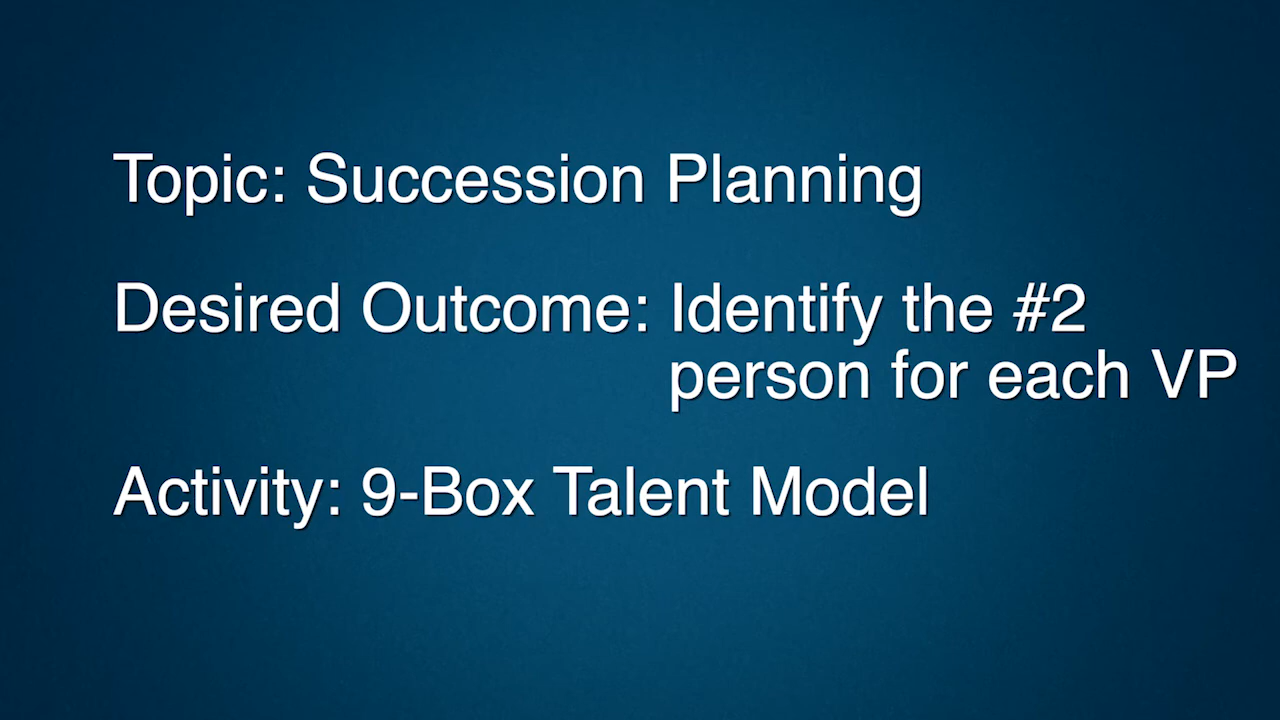 Topic: Succession Planning
Desired Outcome: Identify the #2
person for each VP
Activity: 9-Box Talent Model